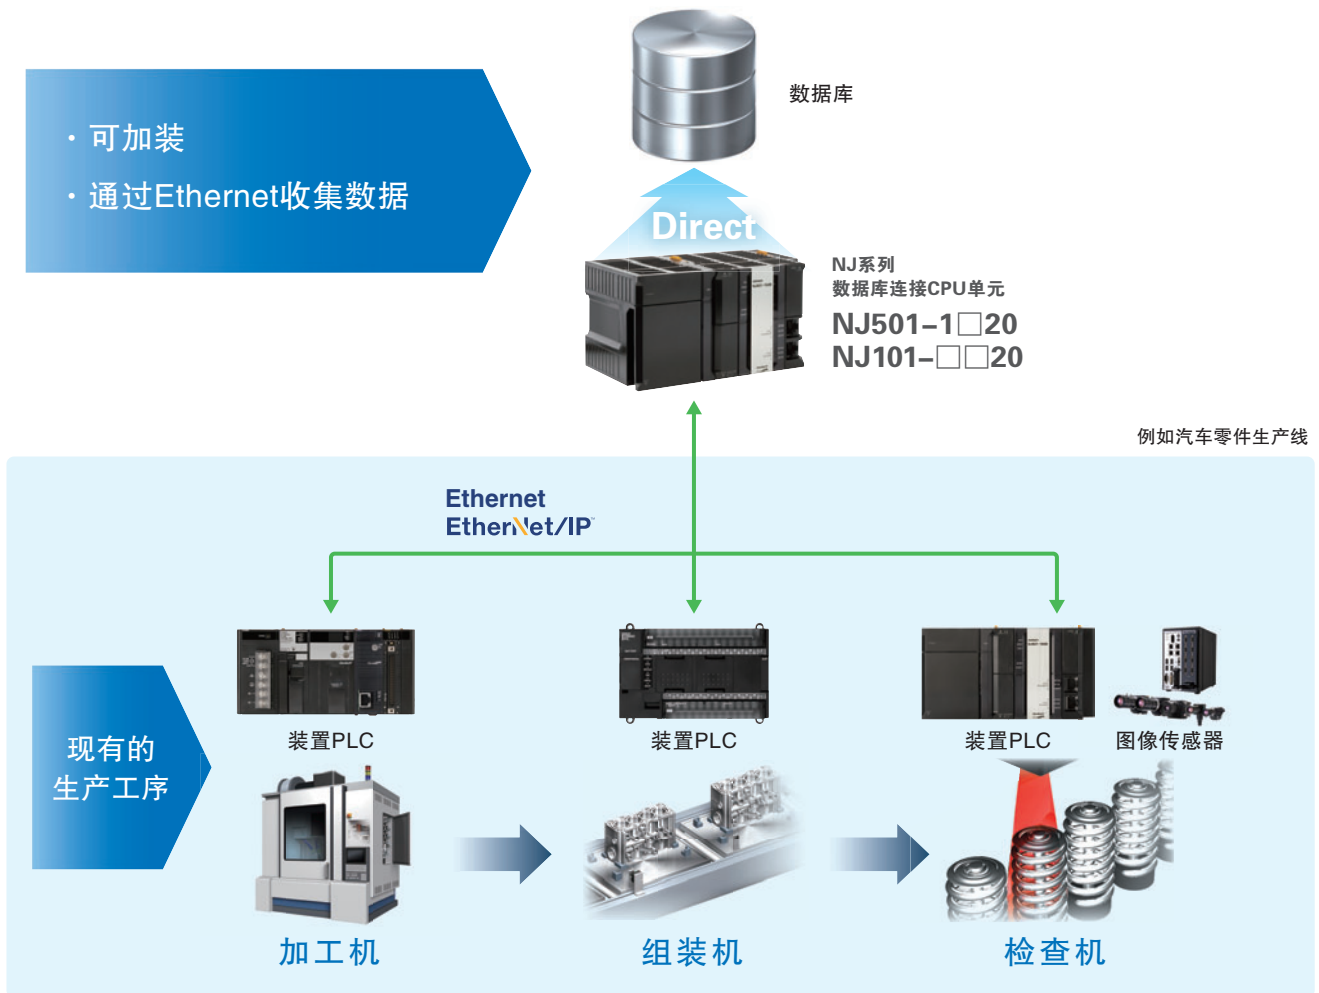 数据库
· 可加装
· 通过Ethernet收集数据
Direct
NJ系列
数据库连接CPU单元
NJ501-1□20
NJ101-□□20
例如汽车零件生产线
Ethernet
EtherNet/IP™
现有的
生产工序
装置PLC
装置PLC
装置PLC
图像传感器
加工机
组装机
检查机